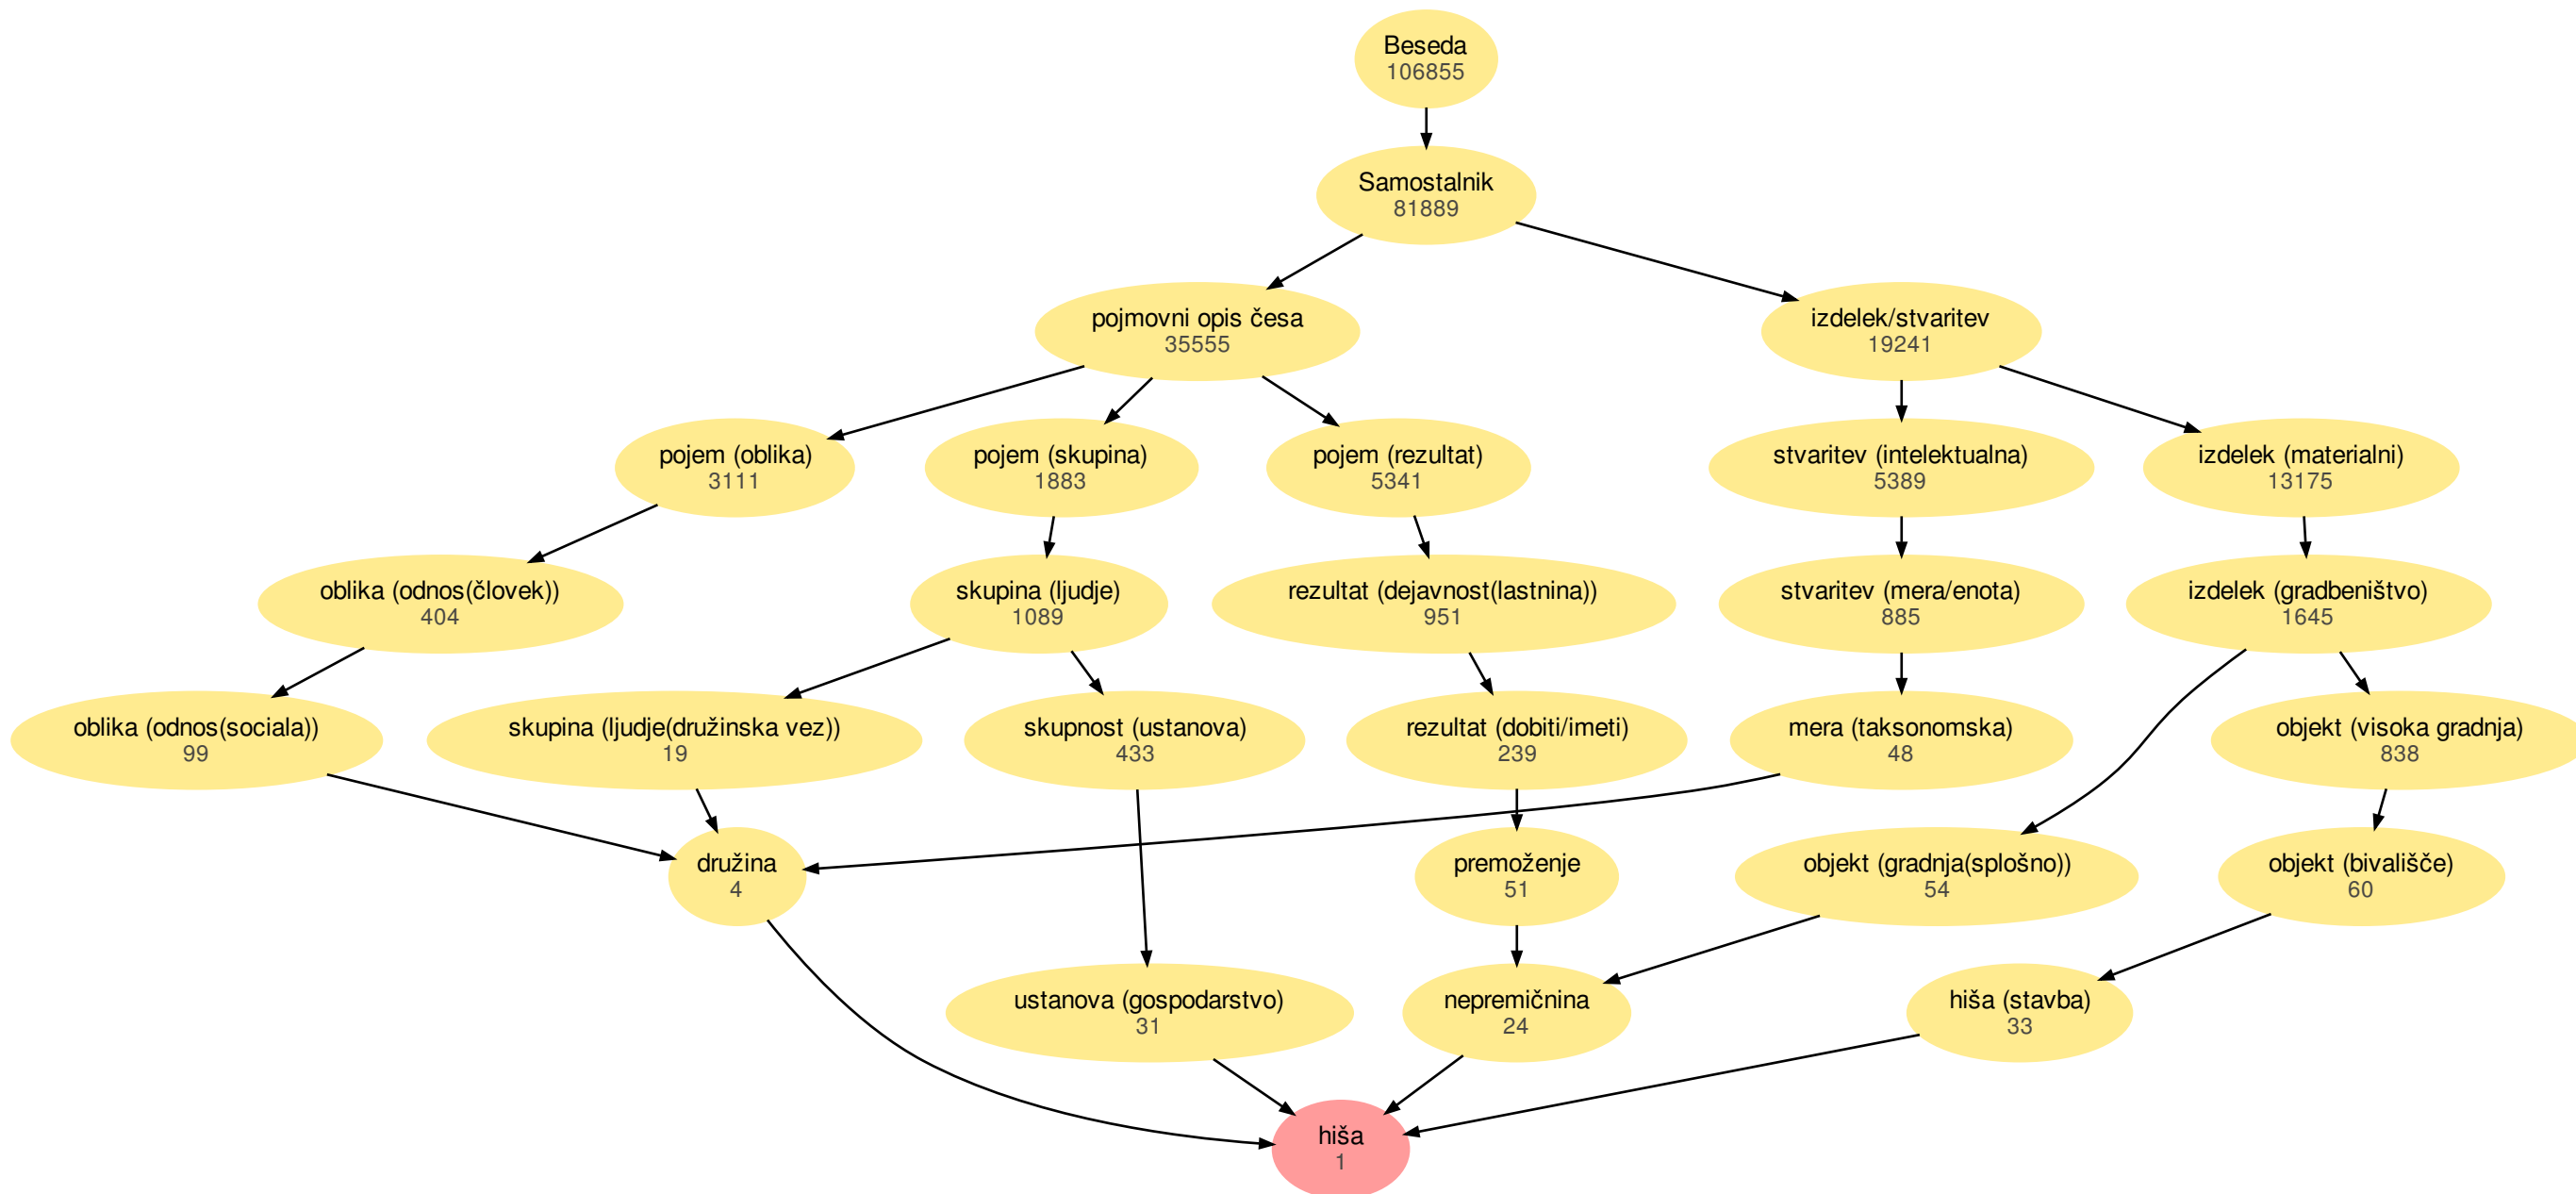 Beseda
106855
Samostalnik
81889
pojmovni opis česa
35555
izdelek/stvaritev
19241
pojem (oblika)
3111
pojem (skupina)
1883
pojem (rezultat)
5341
stvaritev (intelektualna)
5389
izdelek (materialni)
13175
oblika (odnos(človek))
404
skupina (ljudje)
1089
rezultat (dejavnost(lastnina))
951
stvaritev (mera/enota)
885
izdelek (gradbeništvo)
1645
oblika (odnos(sociala))
99
skupina (ljudje(družinska vez))
19
skupnost (ustanova)
433
rezultat (dobiti/imeti)
239
mera (taksonomska)
48
objekt (visoka gradnja)
838
družina
4
premoženje
51
objekt (gradnja(splošno))
54
objekt (bivališče)
60
ustanova (gospodarstvo)
31
nepremičnina
24
hiša (stavba)
33
hiša
1